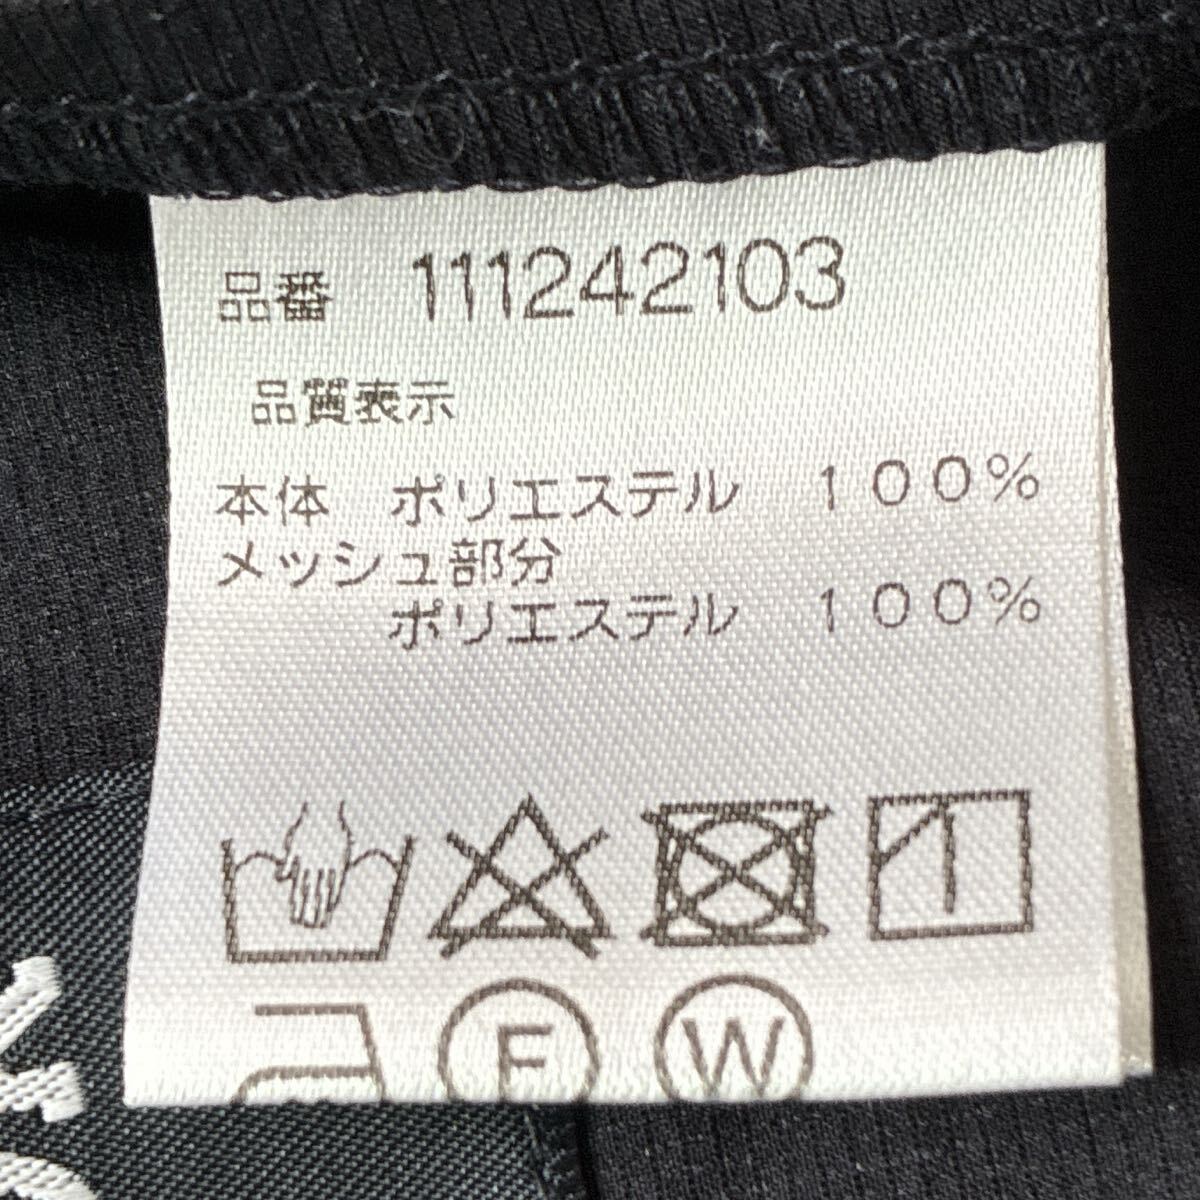 品番 111242103
品質表示
本体 ポリエステル 100%
メッシュ部分
ポリエステル 100%
F W